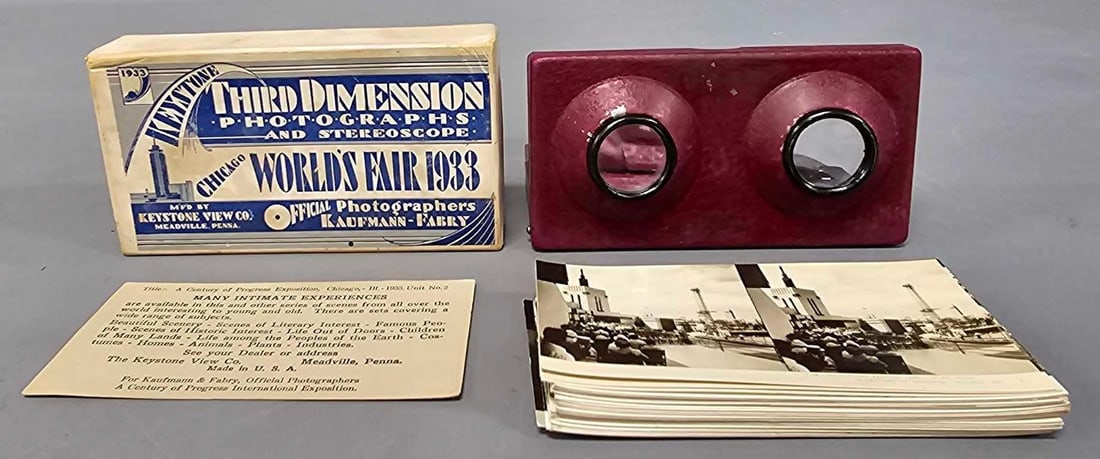 1933
KEYSTONE
THIRD DIMENSION
PHOTOGRAPHS
AND STEREOSCOPE
CHICAGO
WORLD'S FAIR 1933
M'F'D BY
KEYSTONE VIEW CO.
MEADVILLE, PENNA.
OFFICIAL Photographers
KAUFMANN-FABRY
Title:- A Century of Progress Exposition, Chicago,- Ill.- 1933. Unit No.2
MANY INTIMATE EXPERIENCES
are available in this and other series of scenes from all over the
world interesting to young and old. There are sets covering a
wide range of subjects.
Beautiful Scenery - Scenes of Literary Interest - Famous Peo-
ple - Scenes of Historic Interest - Life Out of Doors - Children
of Many Lands - Life among the Peoples of the Earth - Cos-
tumes - Homes - Animals - Plants - Industries.
See your Dealer or address
The Keystone View Co. Meadville, Penna.
Made in U. S. A.
For Kaufmann & Fabry, Official Photographers
A Century of Progress International Exposition.